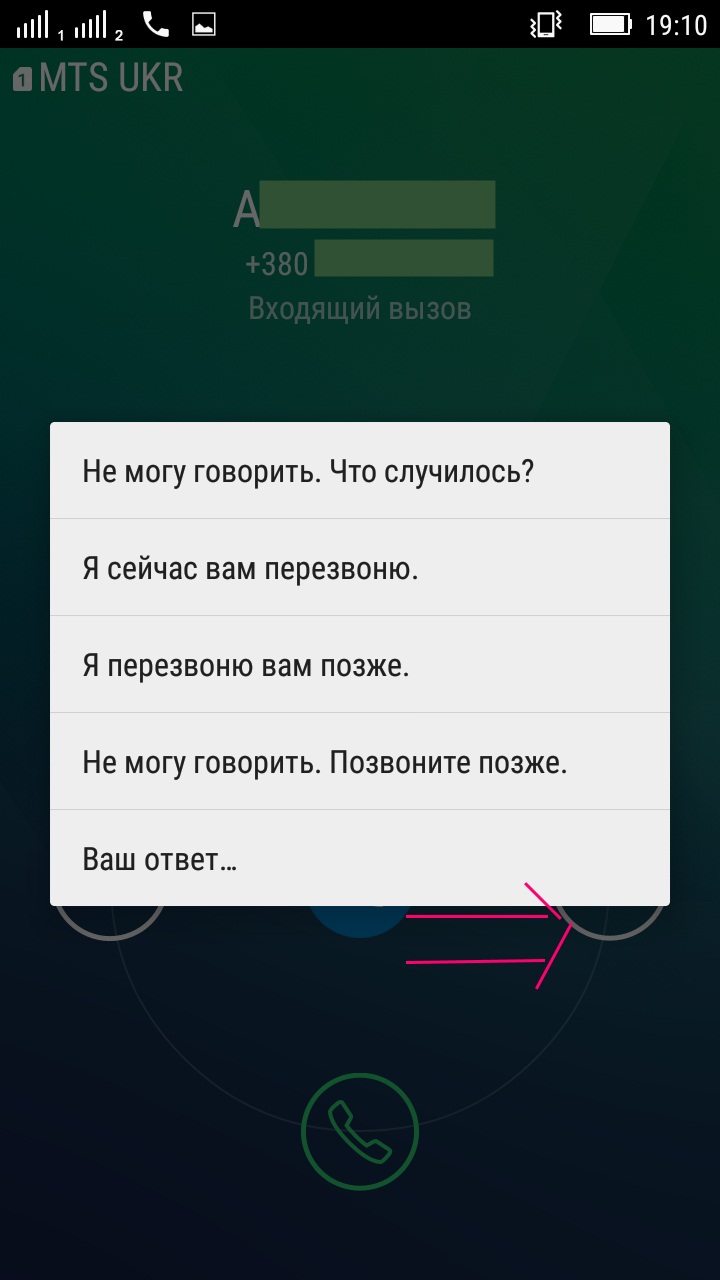 1 2 19:10
1 MTS UKR
А
+380
Входящий вызов
Не могу говорить. Что случилось?
Я сейчас вам перезвоню.
Я перезвоню вам позже.
Не могу говорить. Позвоните позже.
Ваш ответ…